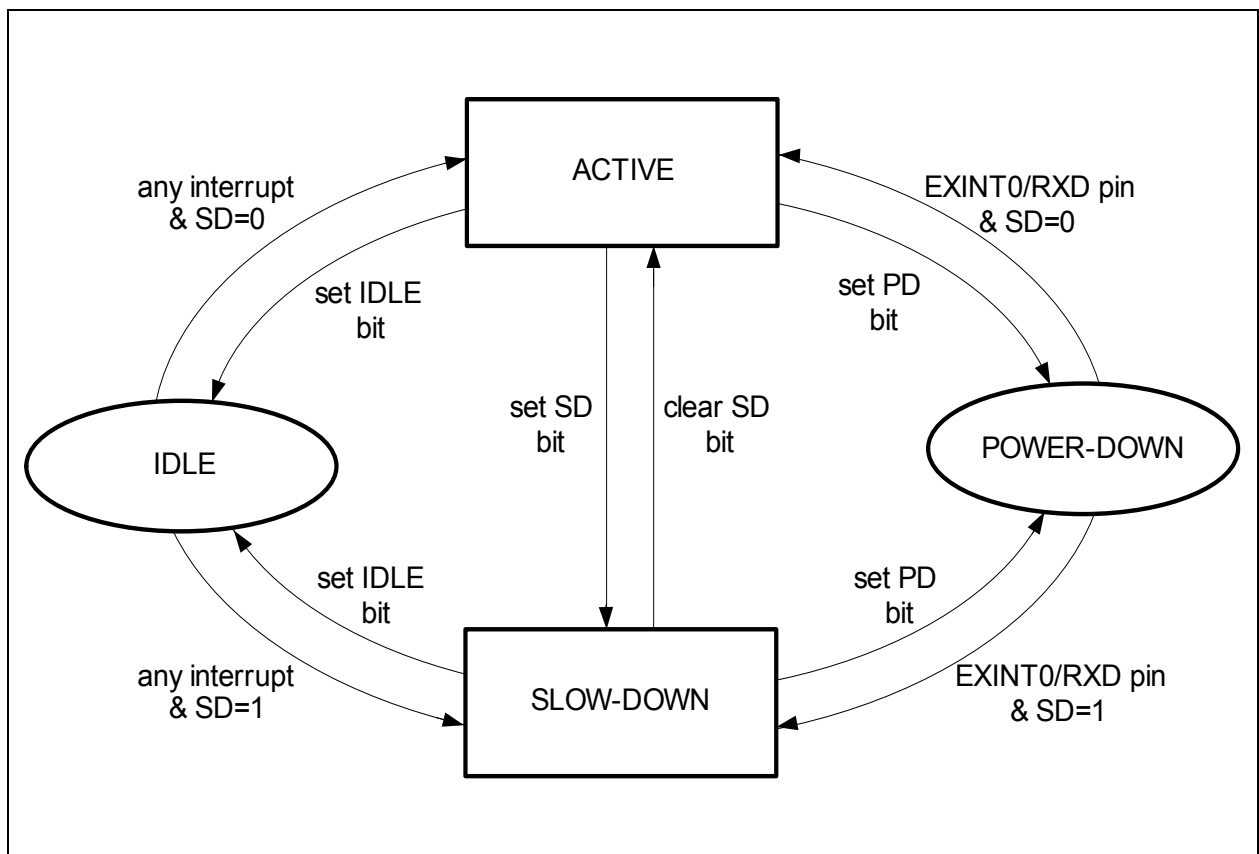 ACTIVE
any interrupt
& SD=0
EXINT0/RXD pin
& SD=0
set IDLE
bit
set PD
bit
set SD
bit
clear SD
bit
IDLE
POWER-DOWN
set IDLE
bit
set PD
bit
any interrupt
& SD=1
SLOW-DOWN
EXINT0/RXD pin
& SD=1